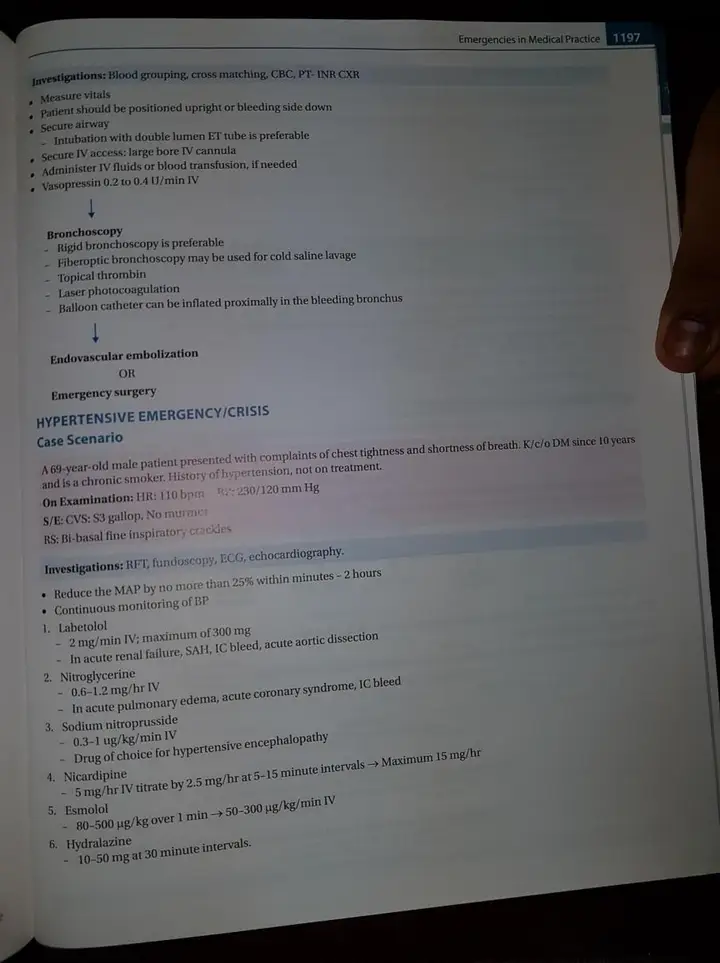 Emergencies in Medical Practice 1197
Investigations: Blood grouping, cross matching, CBC, PT- INR CXR
• Measure vitals
• Patient should be positioned upright or bleeding side down
• Secure airway
– Intubation with double lumen ET tube is preferable
• Secure IV access: large bore IV cannula
• Administer IV fluids or blood transfusion, if needed
• Vasopressin 0.2 to 0.4 U/min IV
↓
Bronchoscopy
– Rigid bronchoscopy is preferable
– Fiberoptic bronchoscopy may be used for cold saline lavage
– Topical thrombin
– Laser photocoagulation
– Balloon catheter can be inflated proximally in the bleeding bronchus
↓
Endovascular embolization
OR
Emergency surgery
HYPERTENSIVE EMERGENCY/CRISIS
Case Scenario
A 69-year-old male patient presented with complaints of chest tightness and shortness of breath. K/c/o DM since 10 years
and is a chronic smoker. History of hypertension, not on treatment.
On Examination: HR: 110 bpm BP: 230/120 mm Hg
S/E: CVS: S3 gallop, No murmer
RS: Bi-basal fine inspiratory crackles
Investigations: RFT, fundoscopy, ECG, echocardiography.
• Reduce the MAP by no more than 25% within minutes – 2 hours
• Continuous monitoring of BP
1. Labetolol
– 2 mg/min IV; maximum of 300 mg
– In acute renal failure, SAH, IC bleed, acute aortic dissection
2. Nitroglycerine
– 0.6–1.2 mg/hr IV
– In acute pulmonary edema, acute coronary syndrome, IC bleed
3. Sodium nitroprusside
– 0.3–1 ug/kg/min IV
– Drug of choice for hypertensive encephalopathy
4. Nicardipine
– 5 mg/hr IV titrate by 2.5 mg/hr at 5–15 minute intervals → Maximum 15 mg/hr
5. Esmolol
– 80–500 µg/kg over 1 min → 50–300 µg/kg/min IV
6. Hydralazine
– 10–50 mg at 30 minute intervals.